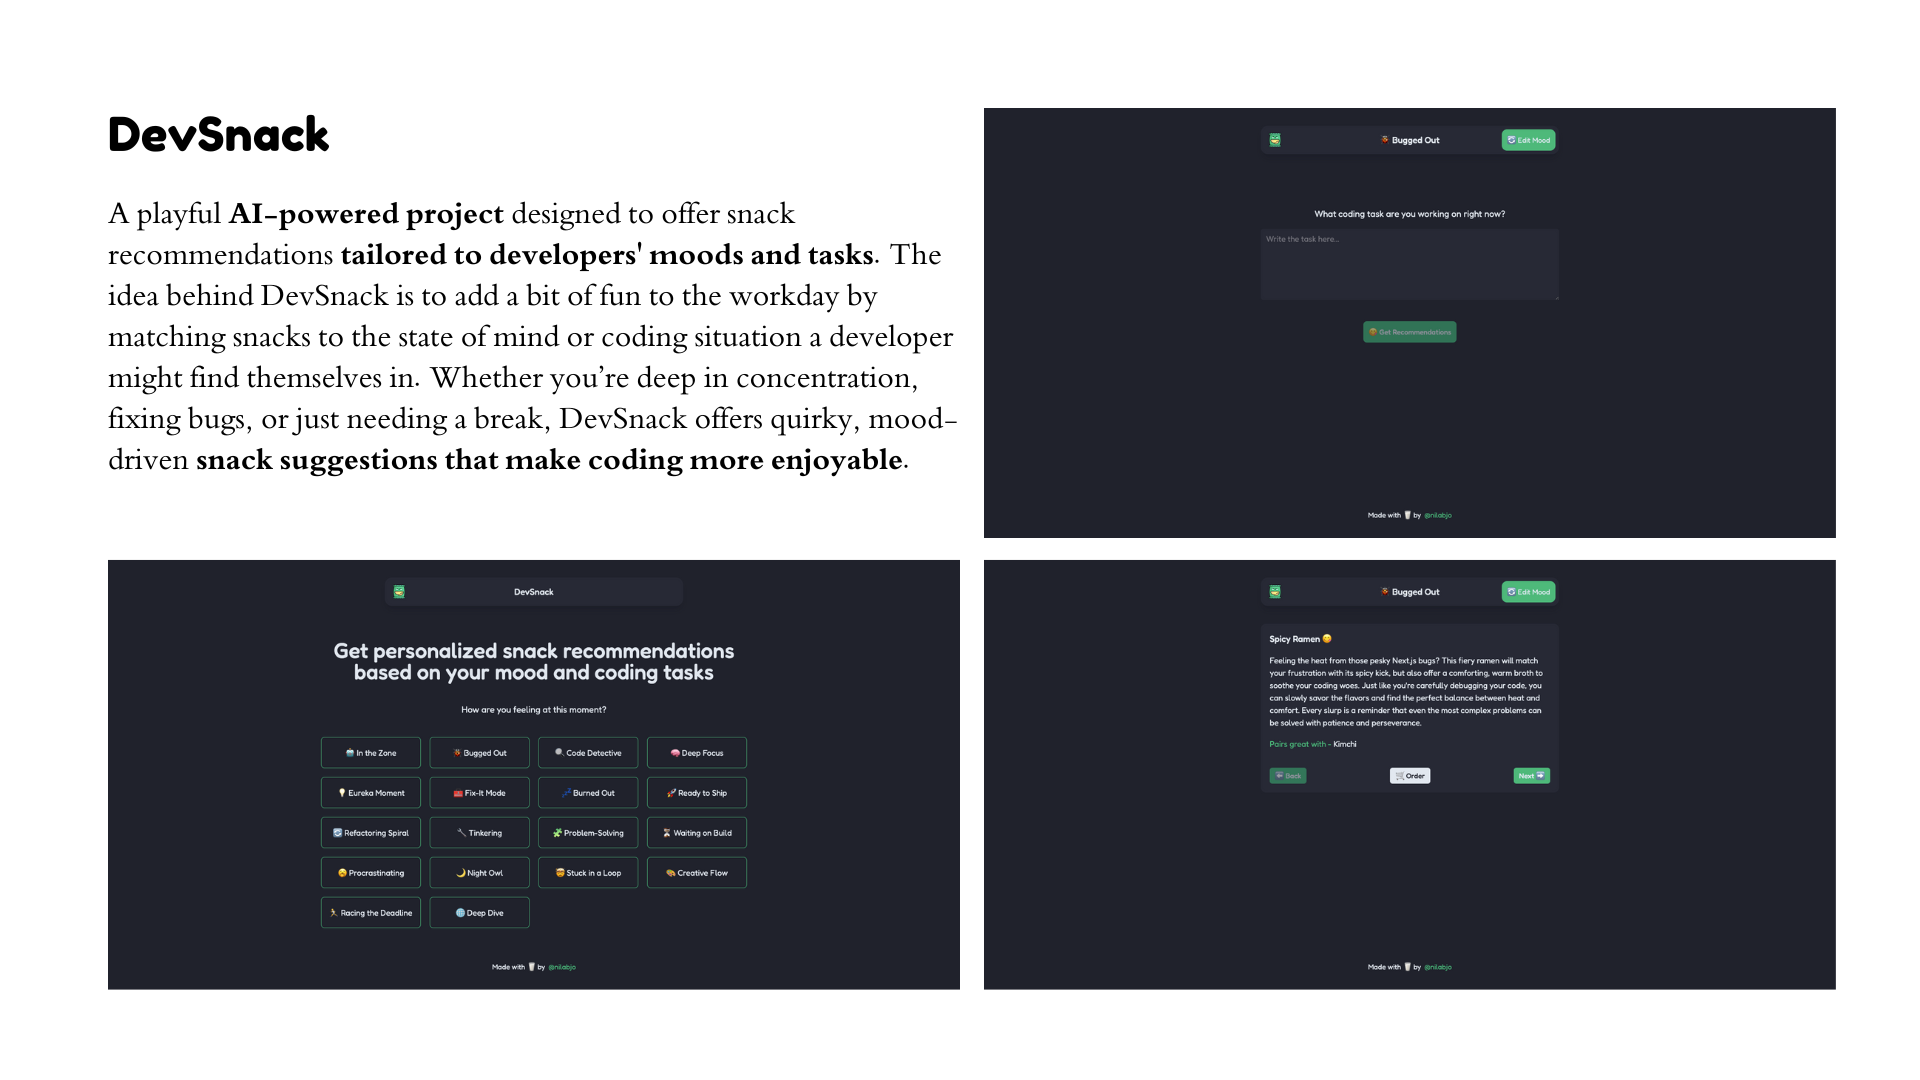 DevSnack
A playful AI-powered project designed to offer snack
recommendations tailored to developers' moods and tasks. The
idea behind DevSnack is to add a bit of fun to the workday by
matching snacks to the state of mind or coding situation a developer
might find themselves in. Whether you’re deep in concentration,
fixing bugs, or just needing a break, DevSnack offers quirky, mood-
driven snack suggestions that make coding more enjoyable.
Bugged Out
Edit Mood
What coding task are you working on right now?
Write the task here...
Get Recommendations
Made with 🥛 by @nilabjo
DevSnack
Get personalized snack recommendations
based on your mood and coding tasks
How are you feeling at this moment?
In the Zone
Bugged Out
Code Detective
Deep Focus
Eureka Moment
Fix-It Mode
Burned Out
Ready to Ship
Refactoring Spiral
Tinkering
Problem-Solving
Waiting on Build
Procrastinating
Night Owl
Stuck in a Loop
Creative Flow
Racing the Deadline
Deep Dive
Made with 🥛 by @nilabjo
Bugged Out
Edit Mood
Spicy Ramen 😋
Feeling the heat from those pesky Next.js bugs? This fiery ramen will match
your frustration with its spicy kick, but also offer a comforting, warm broth to
soothe your coding woes. Just like you're carefully debugging your code, you
can slowly savor the flavors and find the perfect balance between heat and
comfort. Every slurp is a reminder that even the most complex problems can
be solved with patience and perseverance.
Pairs great with - Kimchi
Back
Order
Next
Made with 🥛 by @nilabjo